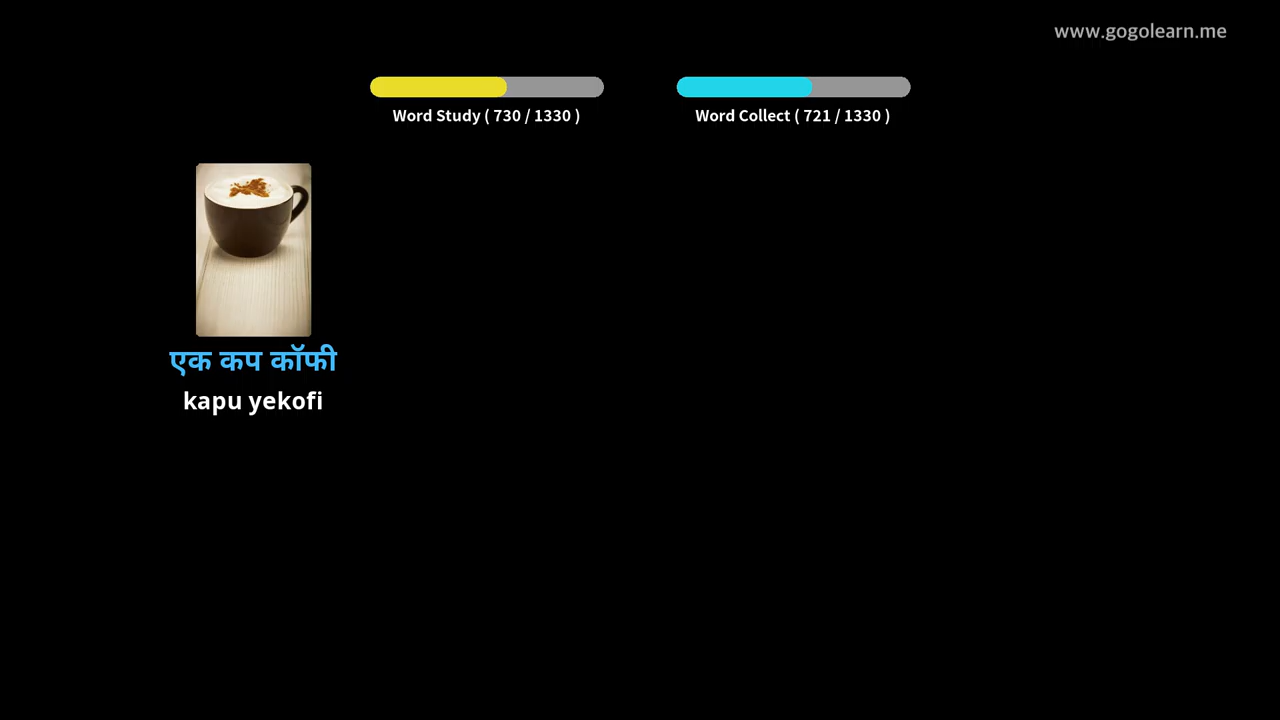 www.gogolearn.me
Word Study ( 730 / 1330 )
Word Collect ( 721 / 1330 )
एक कप कॉफी
kapu yekofi